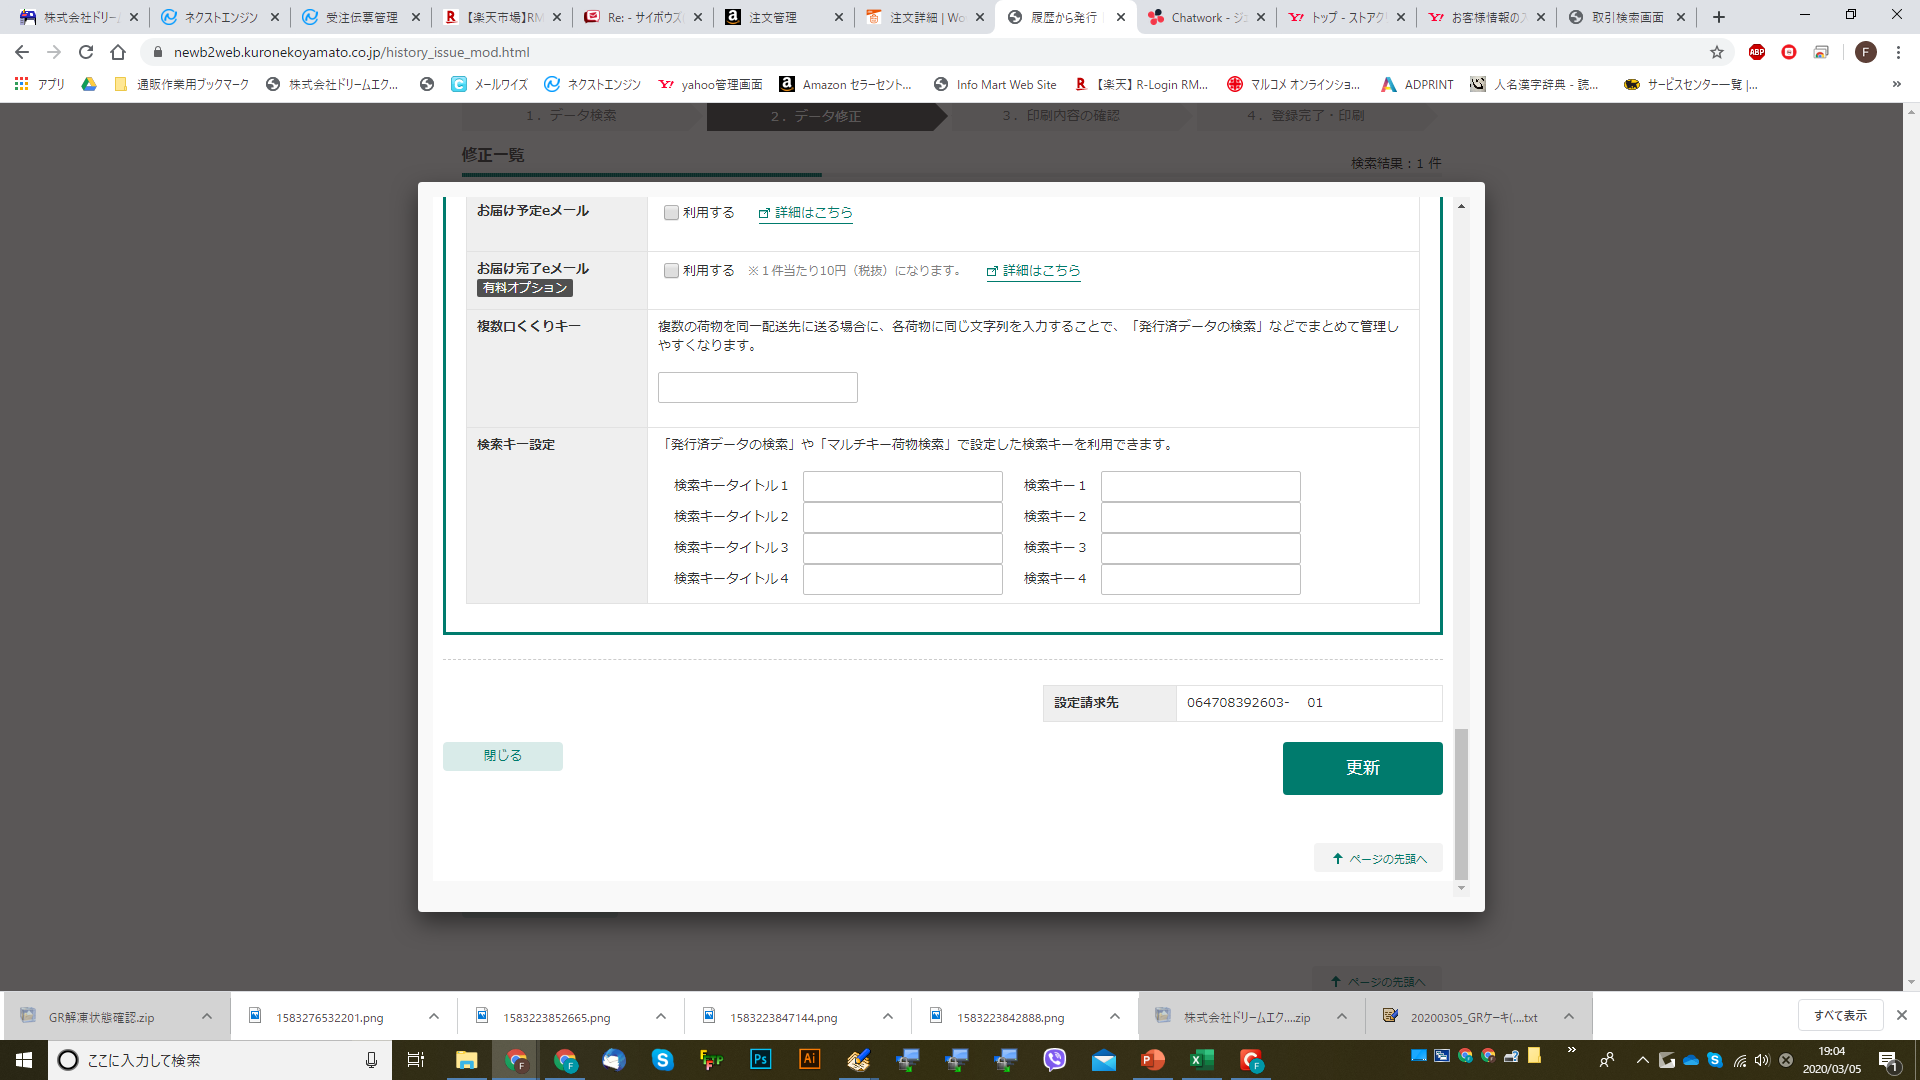 株式会社ドリー
ネクストエンジン
受注伝票管理
【楽天市場】RM
Re: - サイボウズ
注文管理
注文詳細 | Wo
履歴から発行
Chatwork - ジ
トップ - ストアク
お客様情報の入
取引検索画面
newb2web.kuronekoyamato.co.jp/history_issue_mod.html
アプリ
通販作業用ブックマーク
株式会社ドリームエク...
メールワイズ
ネクストエンジン
yahoo管理画面
Amazon セラーセント...
Info Mart Web Site
【楽天】R-Login RM...
マルコメ オンラインショ...
ADPRINT
人名漢字辞典 - 読...
サービスセンター一覧 |...
1．データ検索
2．データ修正
3．印刷内容の確認
4．登録完了・印刷
修正一覧
検索結果：1 件
お届け予定eメール
利用する
詳細はこちら
お届け完了eメール
有料オプション
利用する
※１件当たり10円（税抜）になります。
詳細はこちら
複数口くくりキー
複数の荷物を同一配送先に送る場合に、各荷物に同じ文字列を入力することで、「発行済データの検索」などでまとめて管理し
やすくなります。
検索キー設定
「発行済データの検索」や「マルチキー荷物検索」で設定した検索キーを利用できます。
検索キータイトル１
検索キー１
検索キータイトル２
検索キー２
検索キータイトル３
検索キー３
検索キータイトル４
検索キー４
設定請求先
064708392603- 01
閉じる
更新
ページの先頭へ
ページの先頭へ
GR解凍状態確認.zip
1583276532201.png
1583223852665.png
1583223847144.png
1583223842888.png
株式会社ドリームエク....zip
20200305_GRケーキ(....txt
すべて表示
ここに入力して検索
19:04
2020/03/05